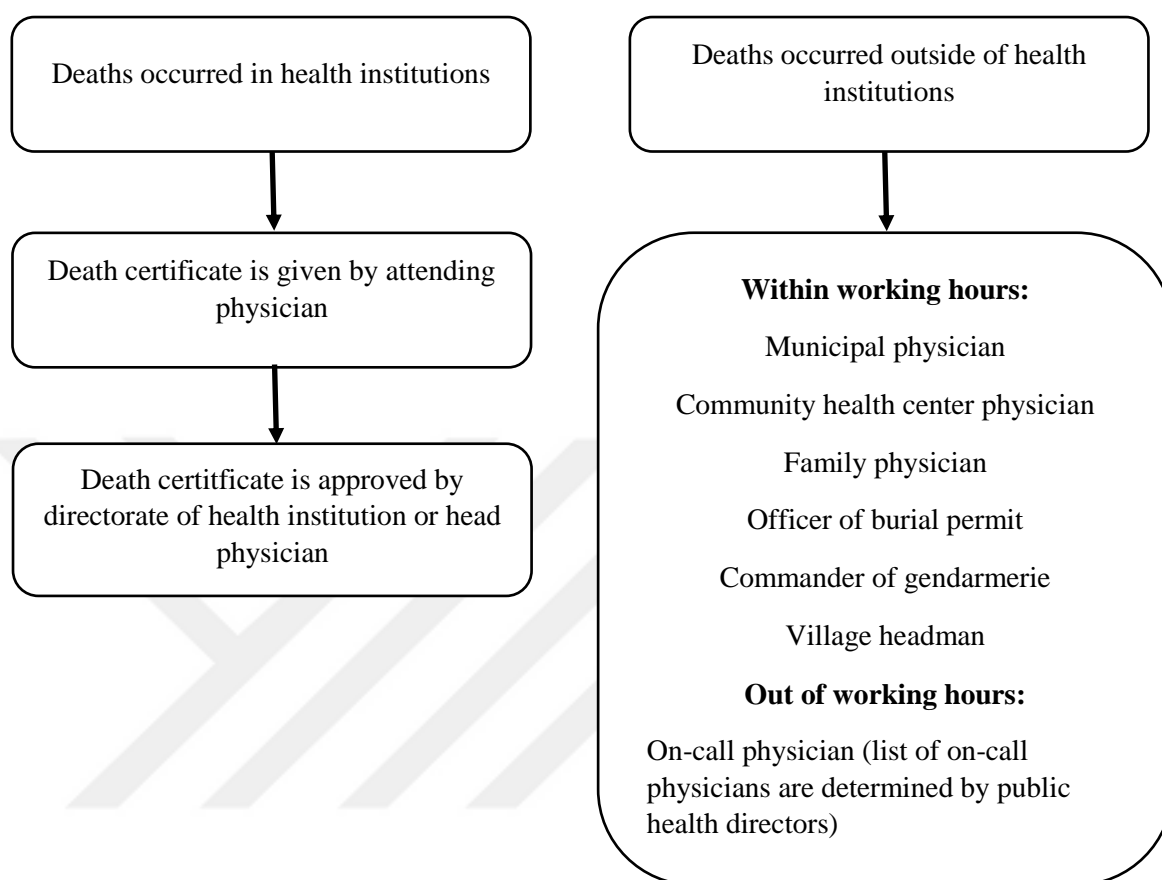 Deaths occurred in health institutions
Death certificate is given by attending
physician
Death certitficate is approved by
directorate of health institution or head
physician
Deaths occurred outside of health
institutions
Within working hours:
Municipal physician
Community health center physician
Family physician
Officer of burial permit
Commander of gendarmerie
Village headman
Out of working hours:
On-call physician (list of on-call
physicians are determined by public
health directors)